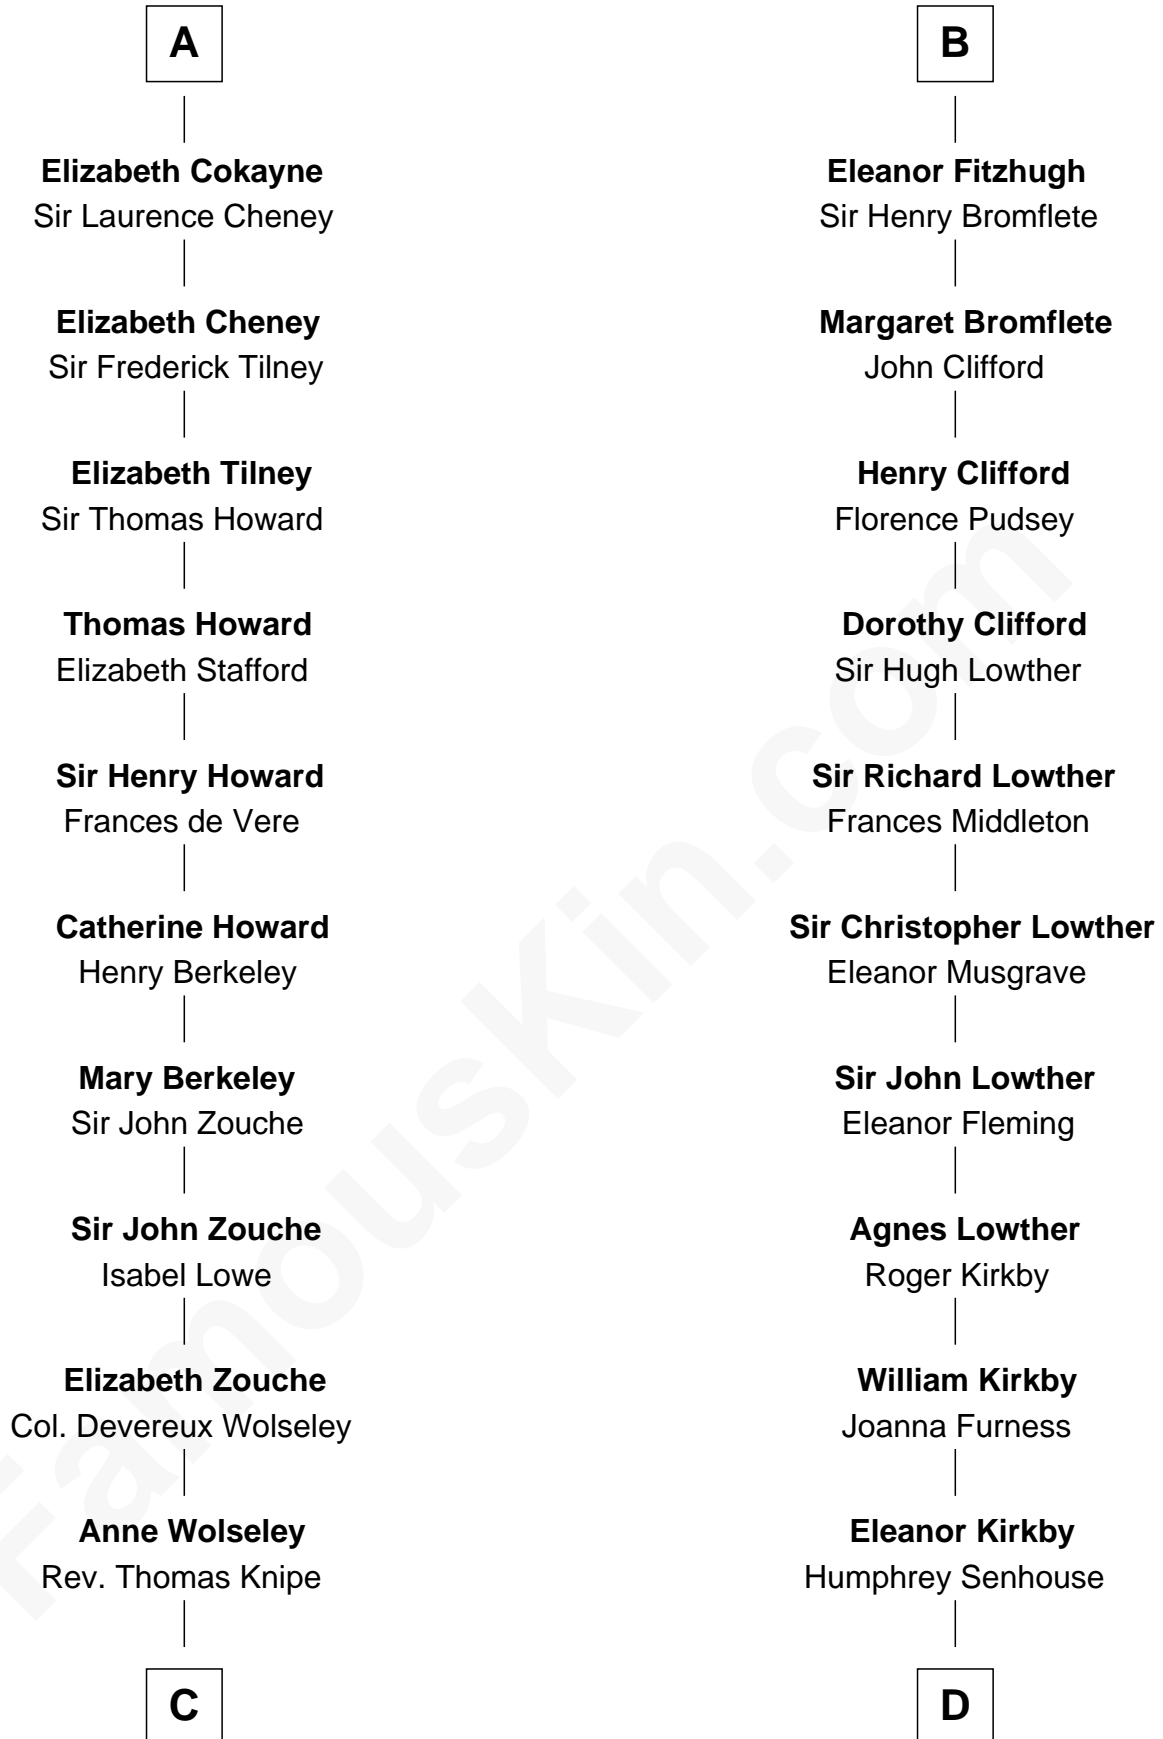 A
Elizabeth Cokayne
Sir Laurence Cheney
Elizabeth Cheney
Sir Frederick Tilney
Elizabeth Tilney
Sir Thomas Howard
Thomas Howard
Elizabeth Stafford
Sir Henry Howard
Frances de Vere
Catherine Howard
Henry Berkeley
Mary Berkeley
Sir John Zouche
Sir John Zouche
Isabel Lowe
Elizabeth Zouche
Col. Devereux Wolseley
Anne Wolseley
Rev. Thomas Knipe
C
B
Eleanor Fitzhugh
Sir Henry Bromflete
Margaret Bromflete
John Clifford
Henry Clifford
Florence Pudsey
Dorothy Clifford
Sir Hugh Lowther
Sir Richard Lowther
Frances Middleton
Sir Christopher Lowther
Eleanor Musgrave
Sir John Lowther
Eleanor Fleming
Agnes Lowther
Roger Kirkby
William Kirkby
Joanna Furness
Eleanor Kirkby
Humphrey Senhouse
D
FamousKin.com